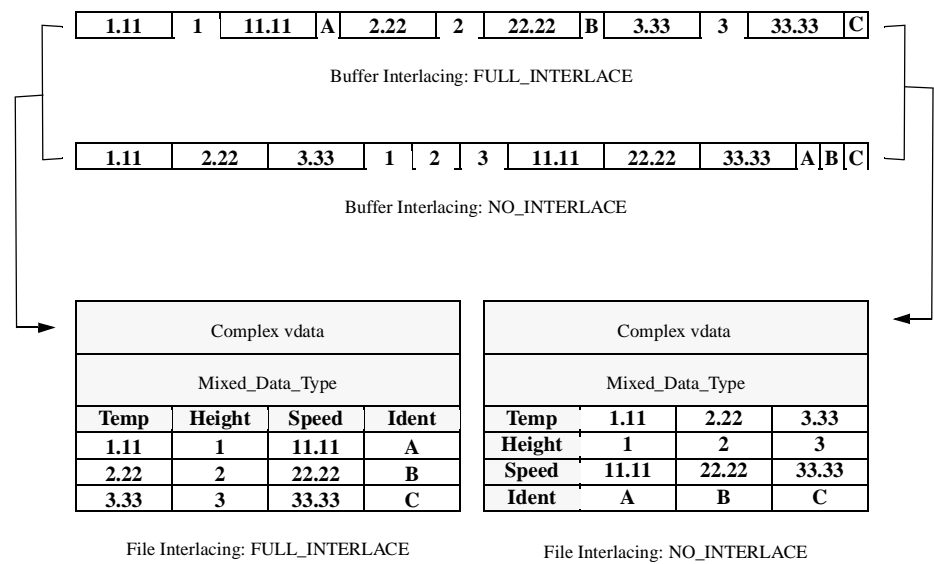 1.11 1 11.11 A 2.22 2 22.22 B 3.33 3 33.33 C
Buffer Interlacing: FULL_INTERLACE
1.11 2.22 3.33 1 2 3 11.11 22.22 33.33 A B C
Buffer Interlacing: NO_INTERLACE
Complex vdata
Mixed_Data_Type
Temp Height Speed Ident
1.11 1 11.11 A
2.22 2 22.22 B
3.33 3 33.33 C
File Interlacing: FULL_INTERLACE
Complex vdata
Mixed_Data_Type
Temp 1.11 2.22 3.33
Height 1 2 3
Speed 11.11 22.22 33.33
Ident A B C
File Interlacing: NO_INTERLACE